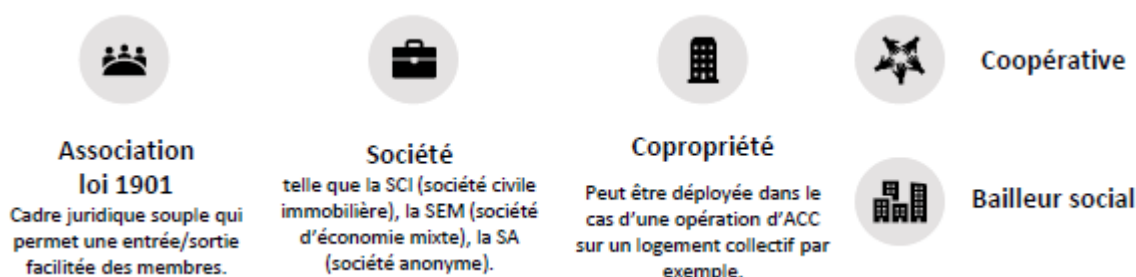 Association
loi 1901
Cadre juridique souple qui
permet une entrée/sortie
facilitée des membres.
Société
telle que la SCI (société civile
immobilière), la SEM (société
d'économie mixte), la SA
(société anonyme).
Copropriété
Peut être déployée dans le
cas d'une opération d'ACC
sur un logement collectif par
exemple.
Coopérative
Bailleur social